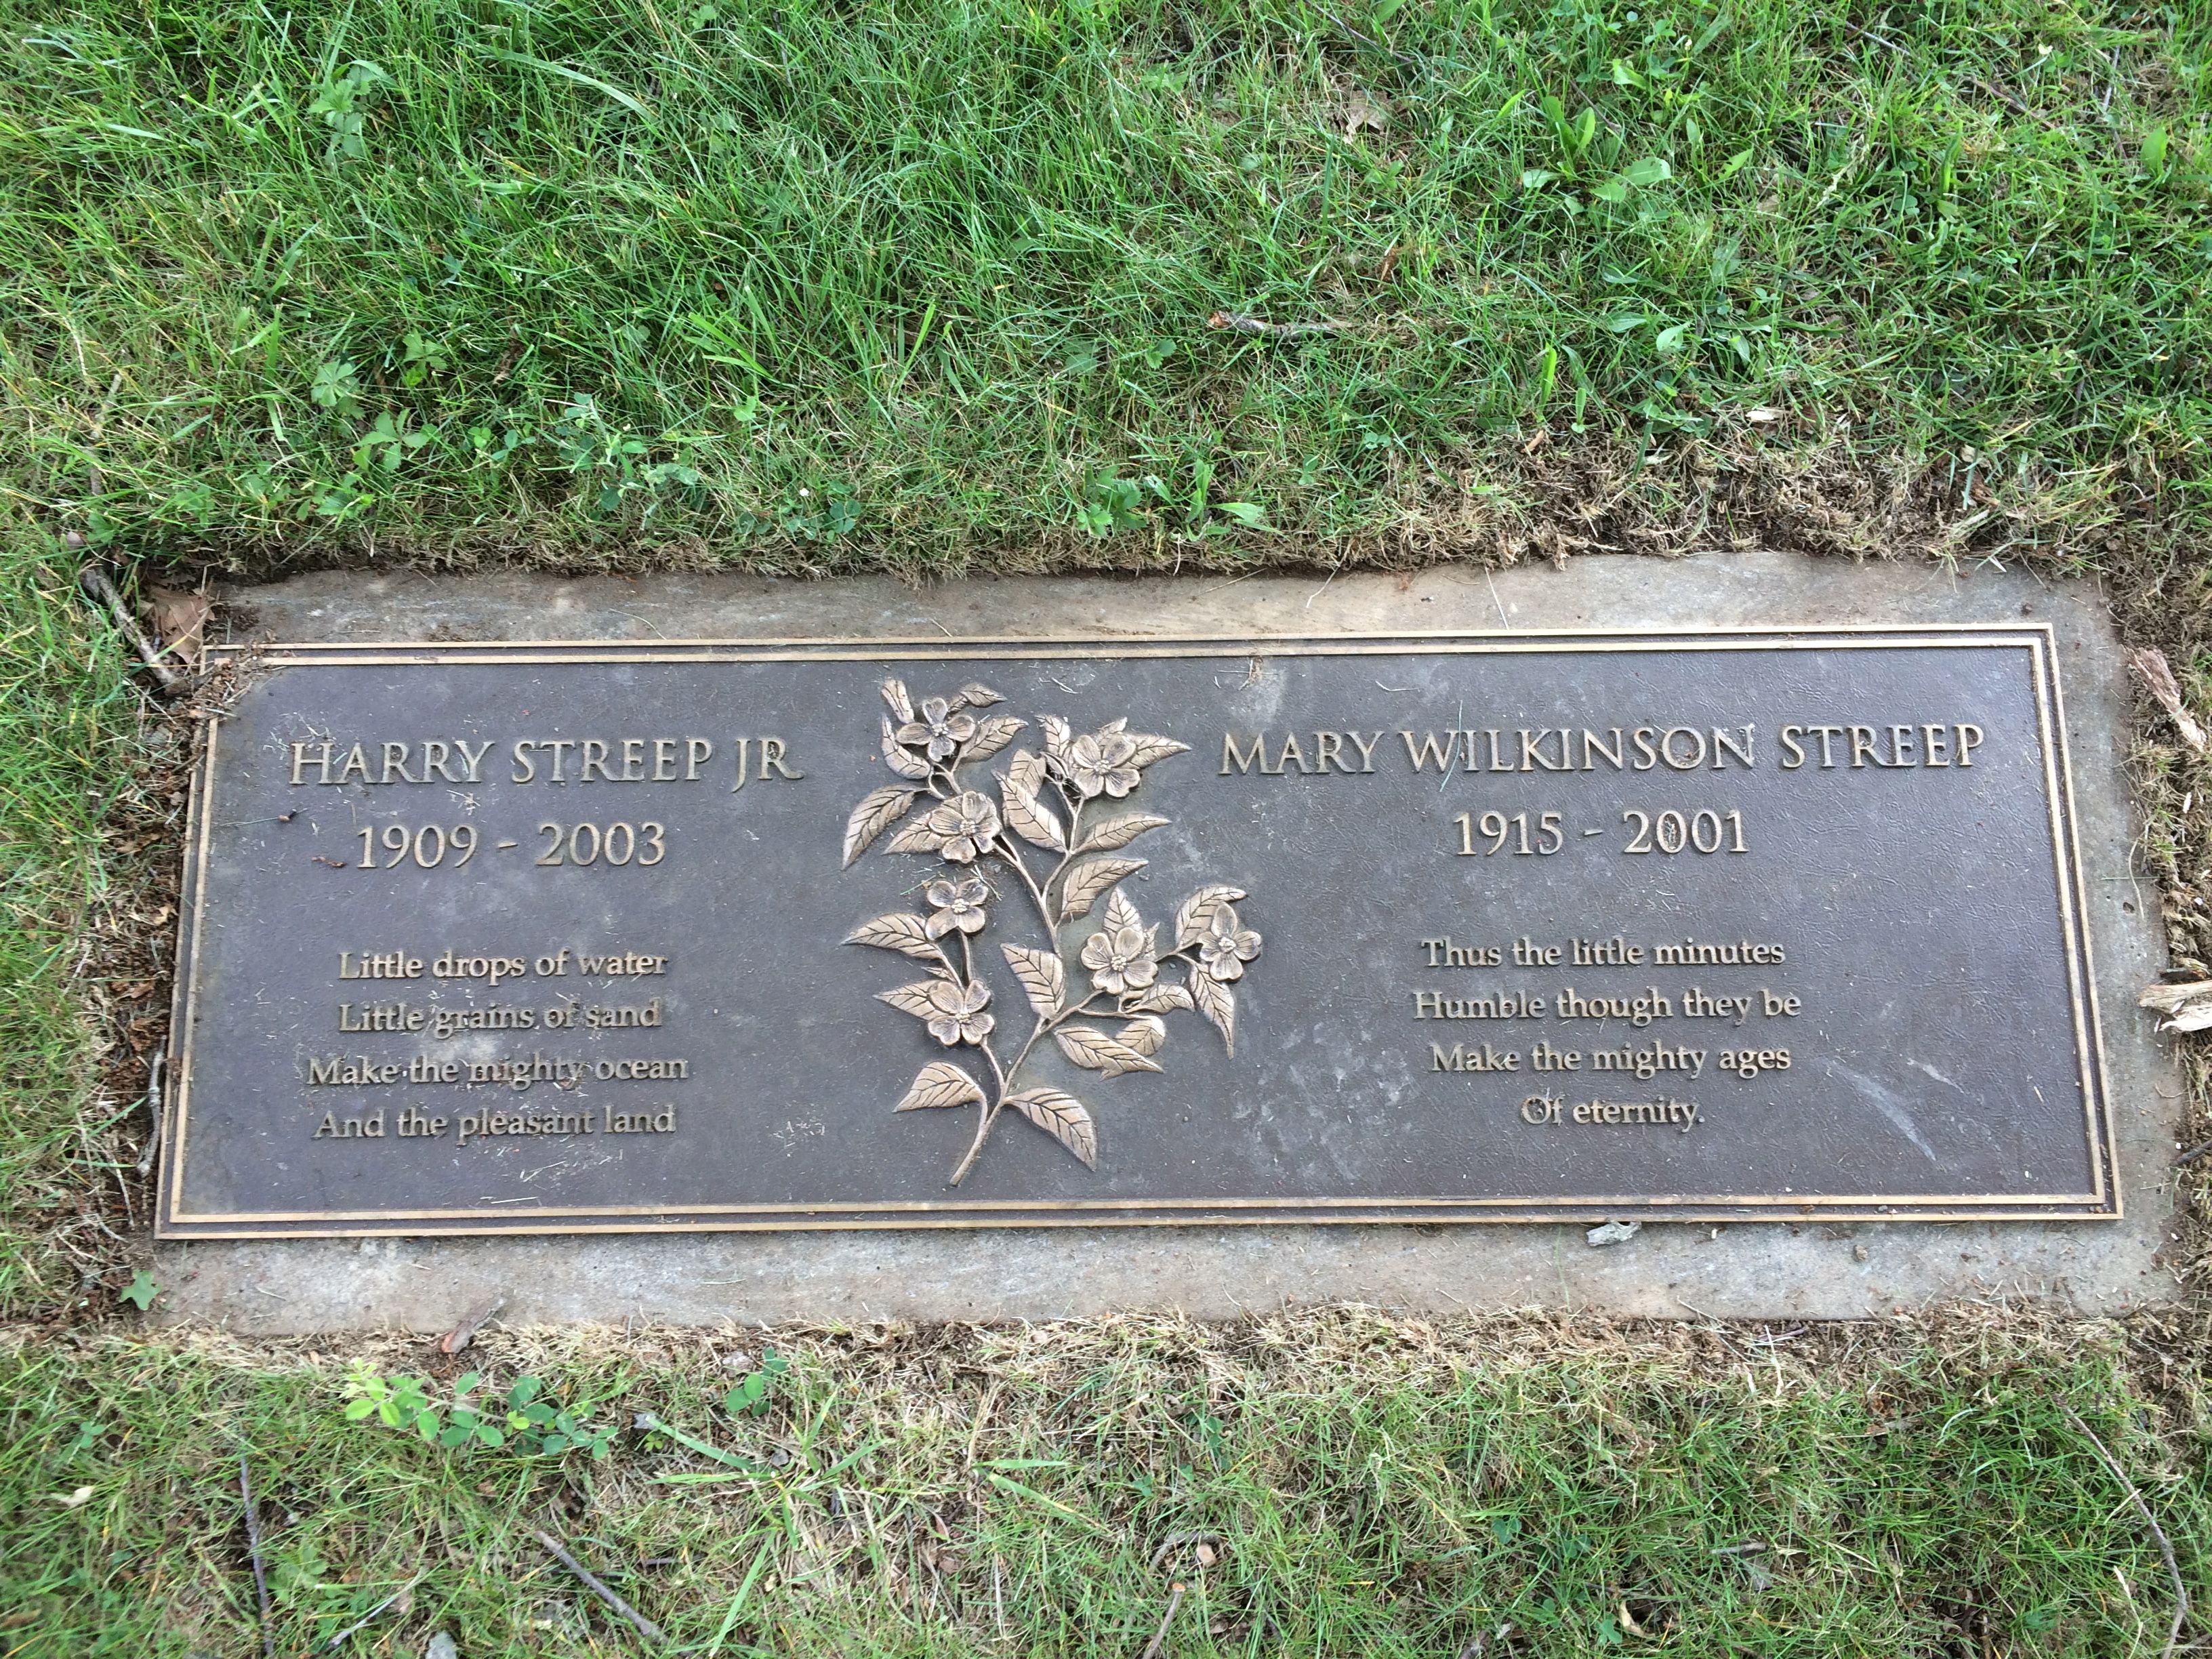 HARRY STREEP JR
1909 - 2003
Little drops of water
Little grains of sand
Make the mighty ocean
And the pleasant land
MARY WILKINSON STREEP
1915 - 2001
Thus the little minutes
Humble though they be
Make the mighty ages
Of eternity.